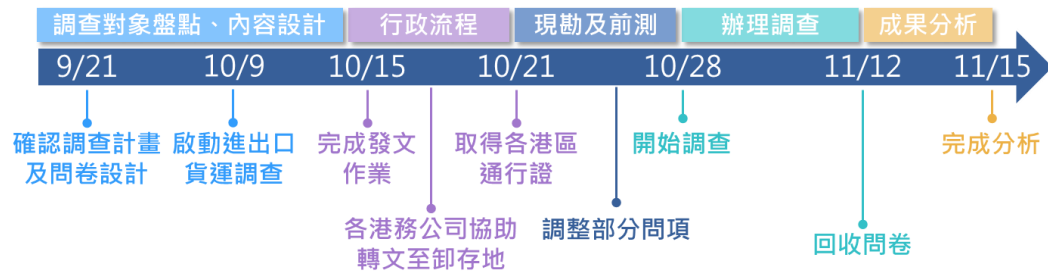 調查對象盤點、內容設計
行政流程
現勘及前測
辦理調查
成果分析
9/21
10/9
10/15
10/21
10/28
11/12
11/15
確認調查計畫
及問卷設計
啟動進出口
貨運調查
完成發文
作業
取得各港區
通行證
開始調查
完成分析
各港務公司協助
轉文至卸存地
調整部分問項
回收問卷